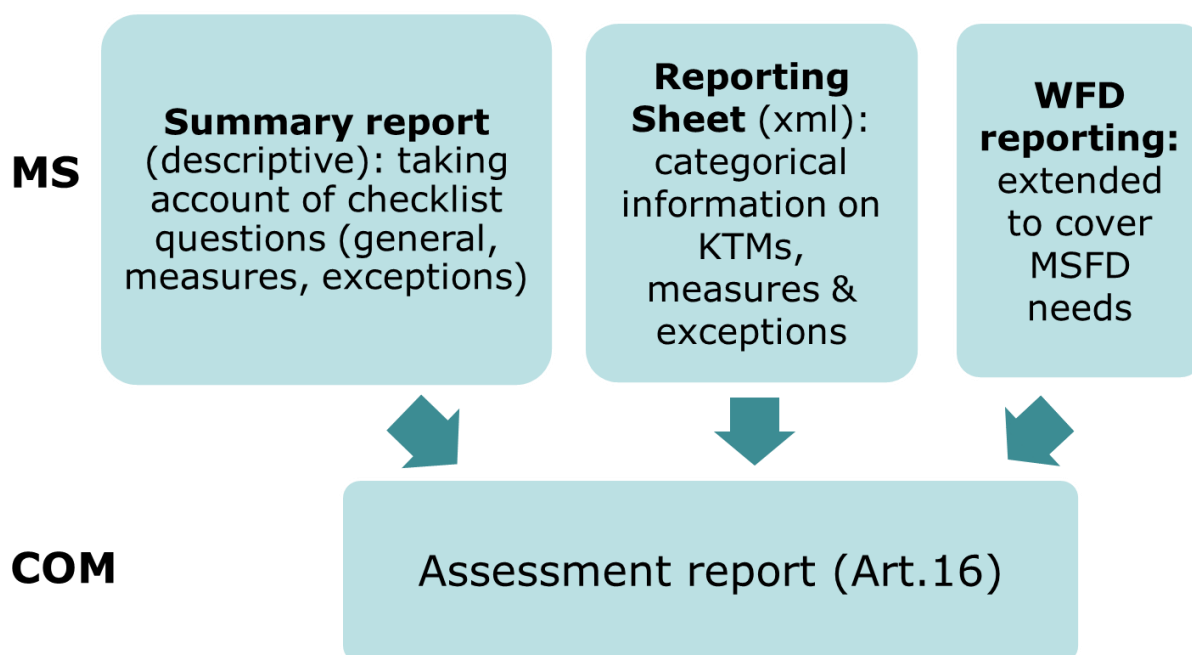 MS
Summary report
(descriptive): taking
account of checklist
questions (general,
measures, exceptions)
Reporting
Sheet (xml):
categorical
information on
KTMs,
measures &
exceptions
WFD
reporting:
extended
to cover
MSFD
needs
COM
Assessment report (Art.16)